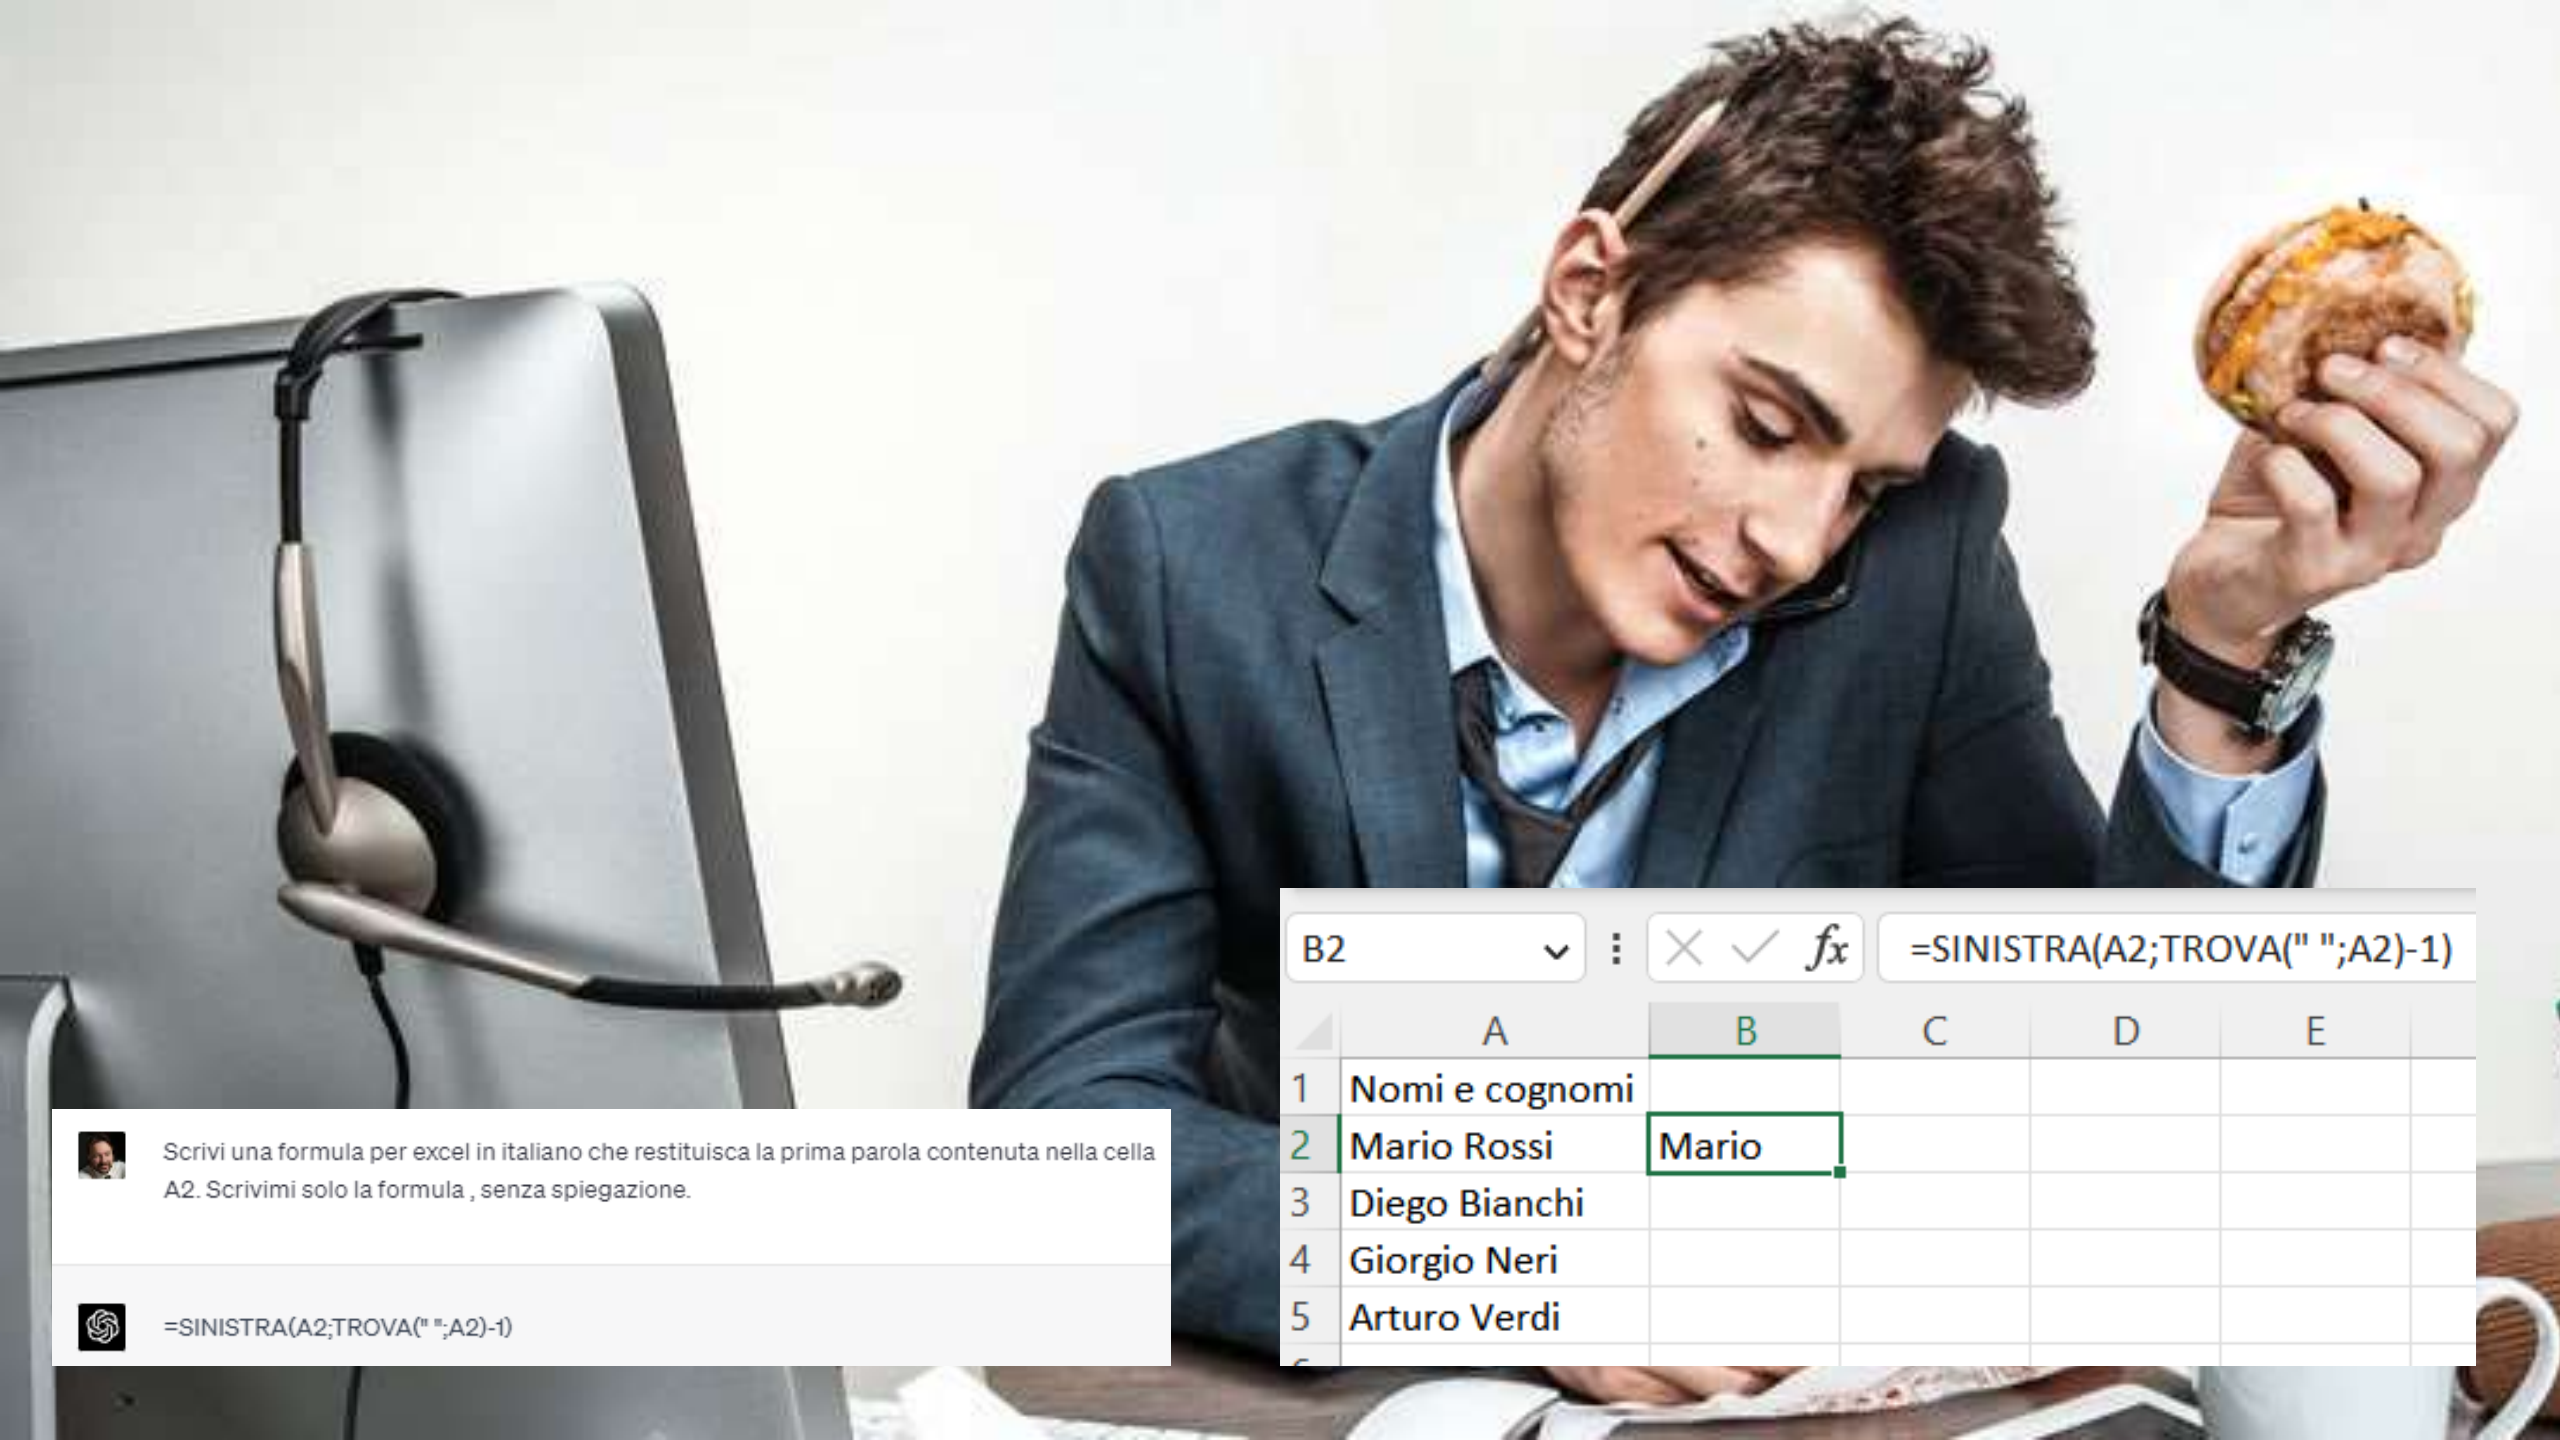 Scrivi una formula per excel in italiano che restituisca la prima parola contenuta nella cella
A2. Scrivimi solo la formula , senza spiegazione.
=SINISTRA(A2;TROVA(" ";A2)-1)
B2 fx =SINISTRA(A2;TROVA(" ";A2)-1)
A B C D E
1 Nomi e cognomi
2 Mario Rossi Mario
3 Diego Bianchi
4 Giorgio Neri
5 Arturo Verdi